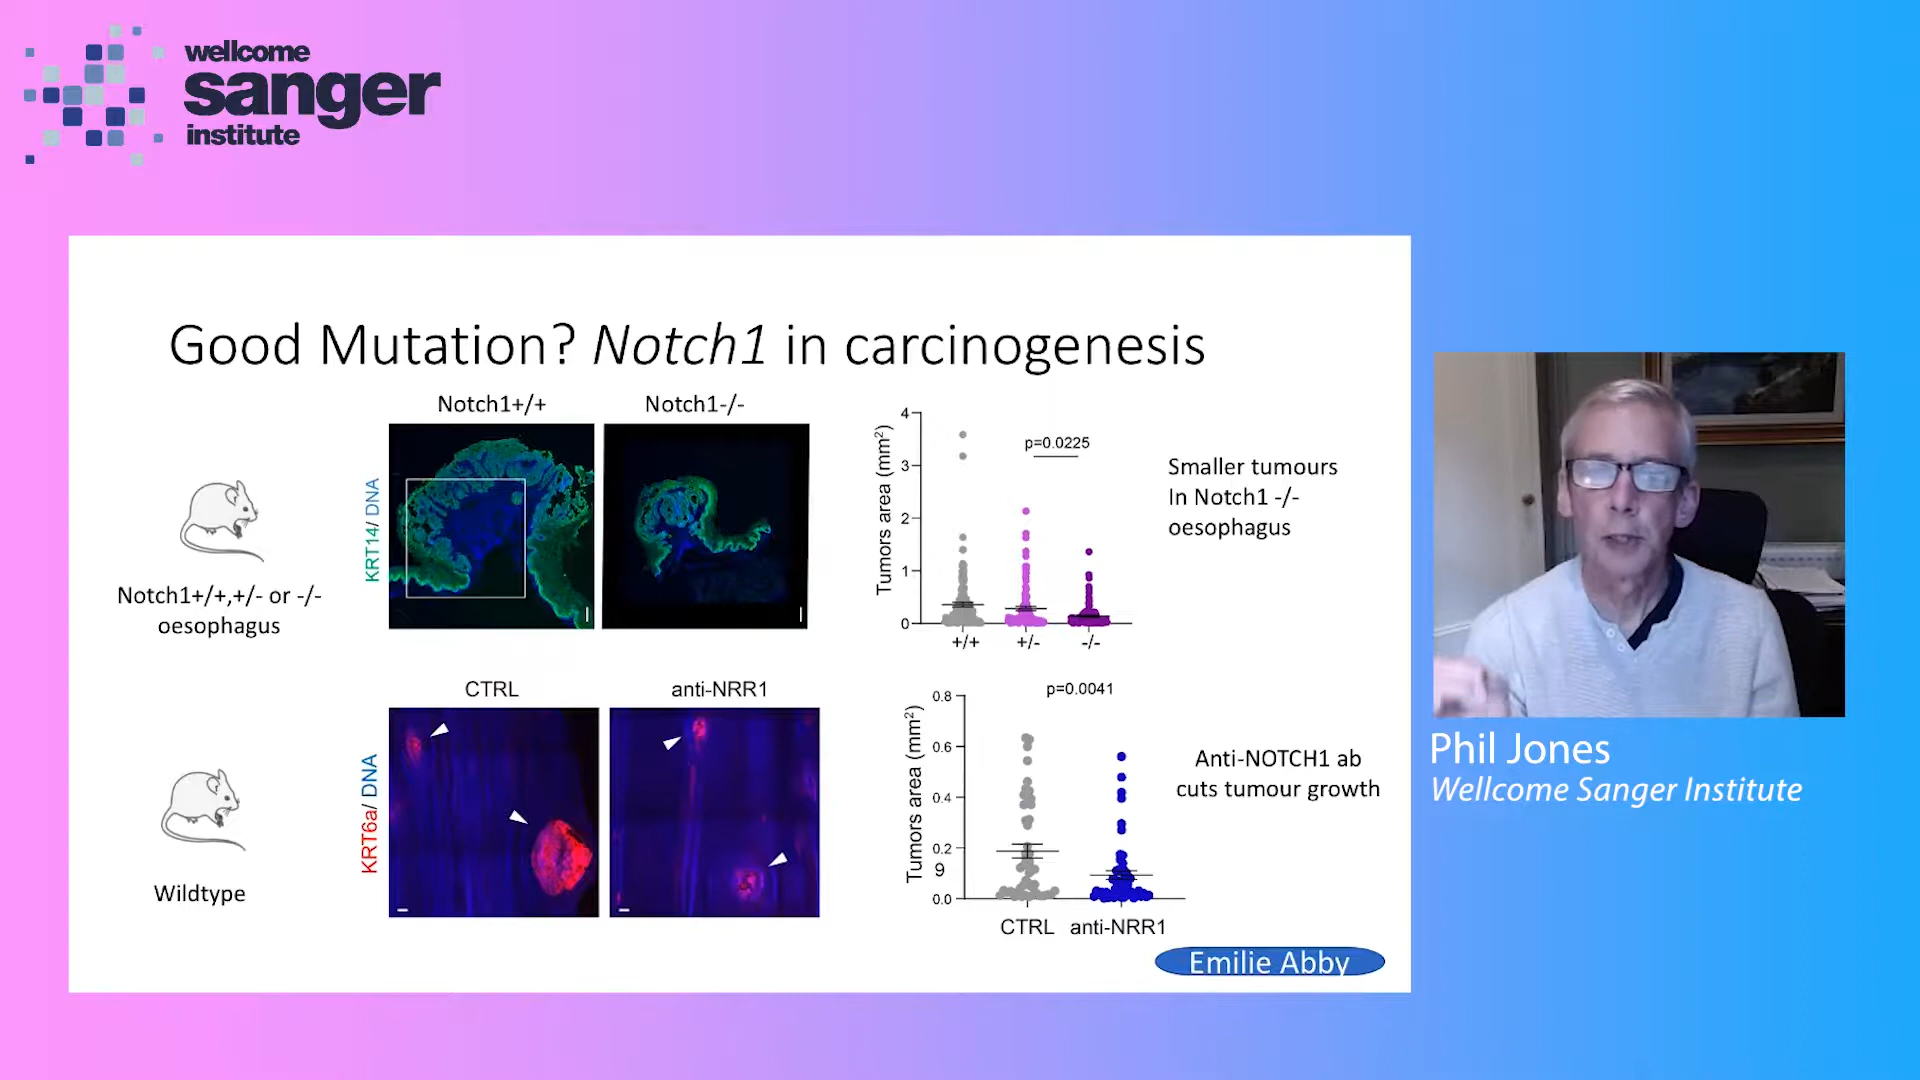 wellcome
sanger
institute
Good Mutation? Notch1 in carcinogenesis
Notch1+/+
Notch1-/-
KRT14/ DNA
Notch1+/+,+/- or -/-
oesophagus
Tumors area (mm²)
4
3
2
1
0
p=0.0225
+/+
+/-
-/-
Smaller tumours
In Notch1 -/-
oesophagus
CTRL
anti-NRR1
KRT6a/ DNA
Wildtype
Tumors area (mm²)
9
0.8
0.6
0.4
0.2
0.0
p=0.0041
CTRL
anti-NRR1
Anti-NOTCH1 ab
cuts tumour growth
Emilie Abby
Phil Jones
Wellcome Sanger Institute